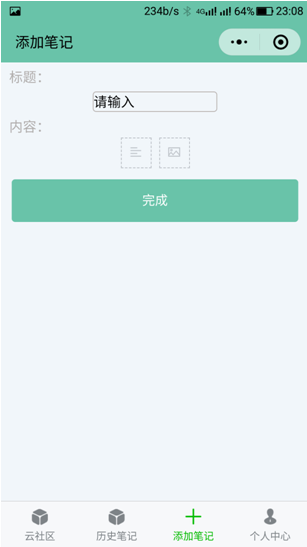 234b/s 4G 64% 23:08
添加笔记
标题:
请输入
内容:
完成
云社区 历史笔记 添加笔记 个人中心